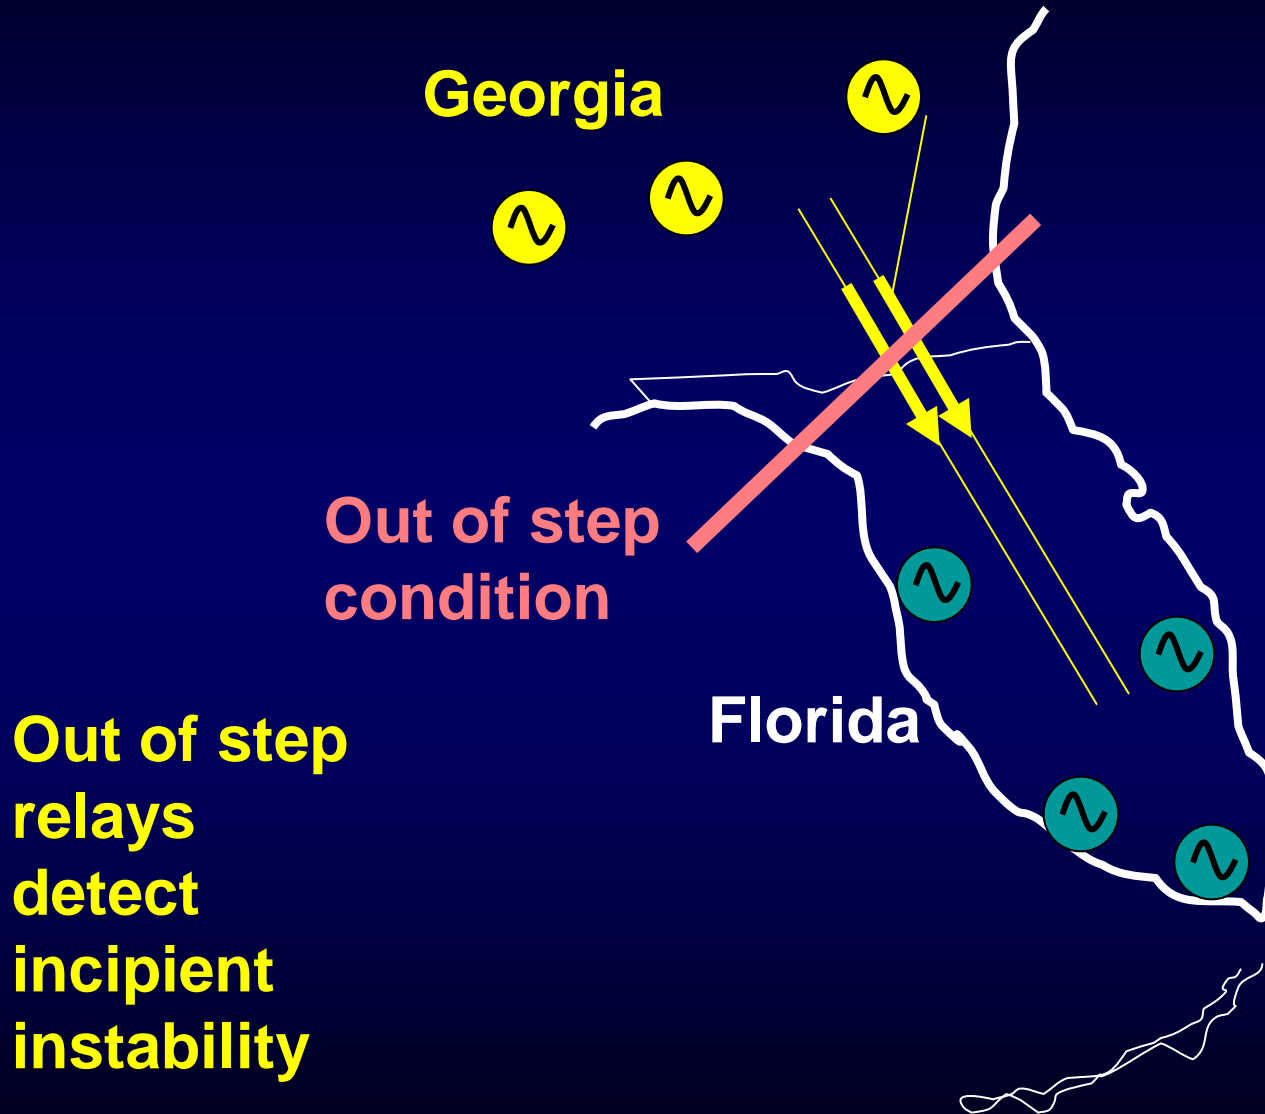 Georgia
Out of step
condition
Florida
Out of step
relays
detect
incipient
instability